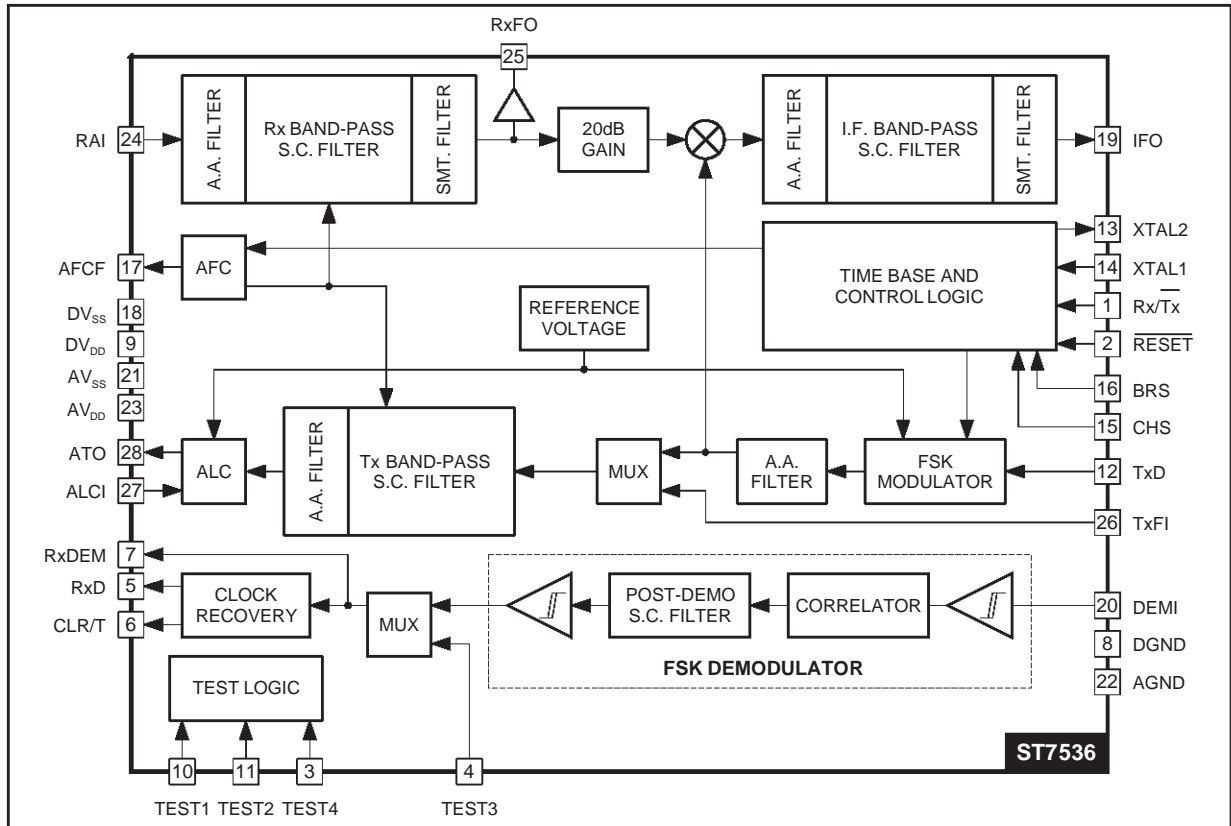 RxFO
25
RAI
24
A.A. FILTER
Rx BAND-PASS
S.C. FILTER
SMT. FILTER
20dB
GAIN
A.A. FILTER
I.F. BAND-PASS
S.C. FILTER
SMT. FILTER
19
IFO
AFCF
17
AFC
TIME BASE AND
CONTROL LOGIC
13
XTAL2
14
XTAL1
1
Rx/T̅x̅
2
R̅E̅S̅E̅T̅
16
BRS
15
CHS
DVSS
18
DVDD
9
AVSS
21
AVDD
23
REFERENCE
VOLTAGE
ATO
28
ALCI
27
ALC
A.A. FILTER
Tx BAND-PASS
S.C. FILTER
MUX
A.A.
FILTER
FSK
MODULATOR
12
TxD
26
TxFI
RxDEM
7
RxD
5
CLR/T
6
CLOCK
RECOVERY
MUX
POST-DEMO
S.C. FILTER
CORRELATOR
FSK DEMODULATOR
20
DEMI
8
DGND
22
AGND
TEST LOGIC
10
11
3
4
TEST1
TEST2
TEST4
TEST3
ST7536